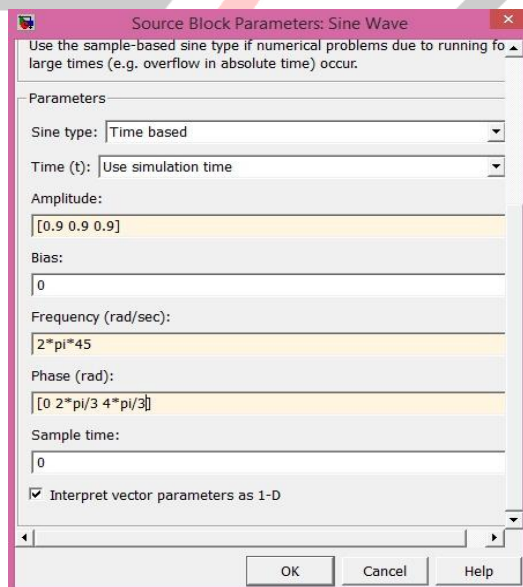 Source Block Parameters: Sine Wave
Use the sample-based sine type if numerical problems due to running fo
large times (e.g. overflow in absolute time) occur.
Parameters
Sine type: Time based
Time (t): Use simulation time
Amplitude:
[0.9 0.9 0.9]
Bias:
0
Frequency (rad/sec):
2*pi*45
Phase (rad):
[0 2*pi/3 4*pi/3]
Sample time:
0
Interpret vector parameters as 1-D
OK Cancel Help